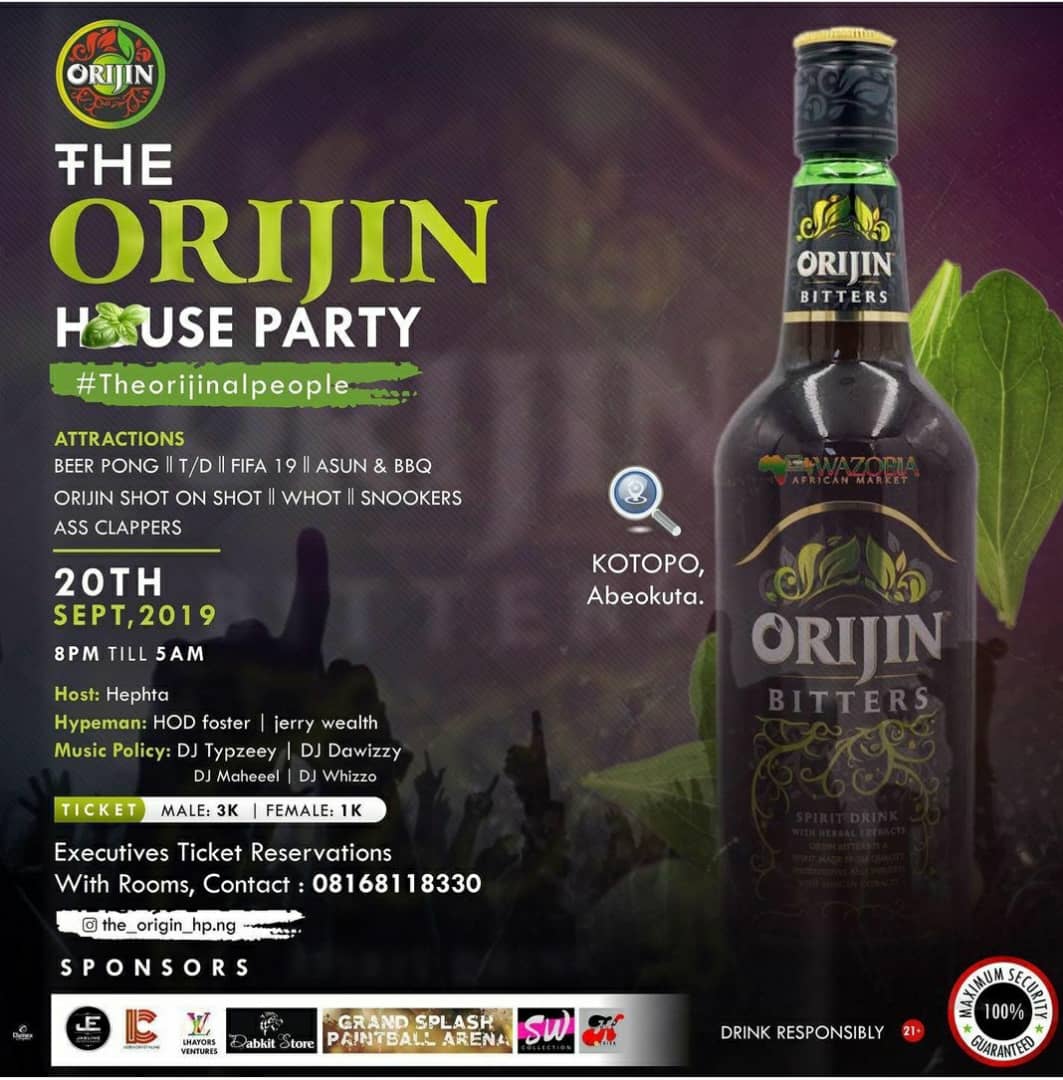 ORIJIN
THE
ORIJIN
HOUSE PARTY
#Theorijinalpeople
ATTRACTIONS
BEER PONG || T/D || FIFA 19 || ASUN & BBQ
ORIJIN SHOT ON SHOT || WHOT || SNOOKERS
ASS CLAPPERS
20TH
SEPT,2019
8PM TILL 5AM
Host: Hephta
Hypeman: HOD foster | jerry wealth
Music Policy: DJ Typzeey | DJ Dawizzy
DJ Maheeel | DJ Whizzo
TICKET MALE: 3K | FEMALE: 1K
Executives Ticket Reservations
With Rooms, Contact : 08168118330
the_origin_hp.ng
KOTOPO,
Abeokuta.
ORIJIN
BITTERS
WAZOBIA
AFRICAN MARKET
ORIJIN
BITTERS
SPIRIT DRINK
WITH HERBAL EXTRACTS
SPONSORS
JE
LHAYORS
VENTURES
Dabkit Store
GRAND SPLASH
PAINTBALL ARENA
SW
COLLECTION
DRINK RESPONSIBLY 21+
MAXIMUM SECURITY
100%
GUARANTEED